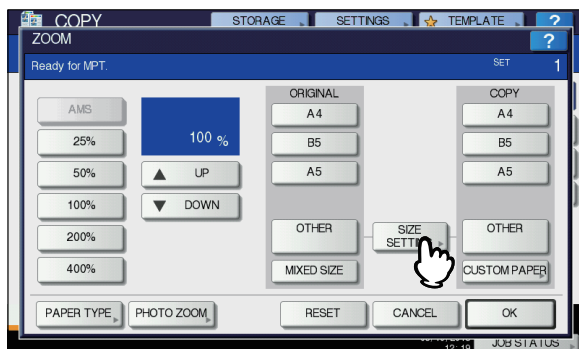 COPY STORAGE SETTINGS TEMPLATE ?
ZOOM ?
Ready for MPT. SET 1
ORIGINAL COPY
AMS A4 A4
100 %
25% B5 B5
50% UP A5 A5
100% DOWN
200% OTHER SIZE OTHER
SETTIN
400% MIXED SIZE CUSTOM PAPER
PAPER TYPE PHOTO ZOOM RESET CANCEL OK
JOB STATUS